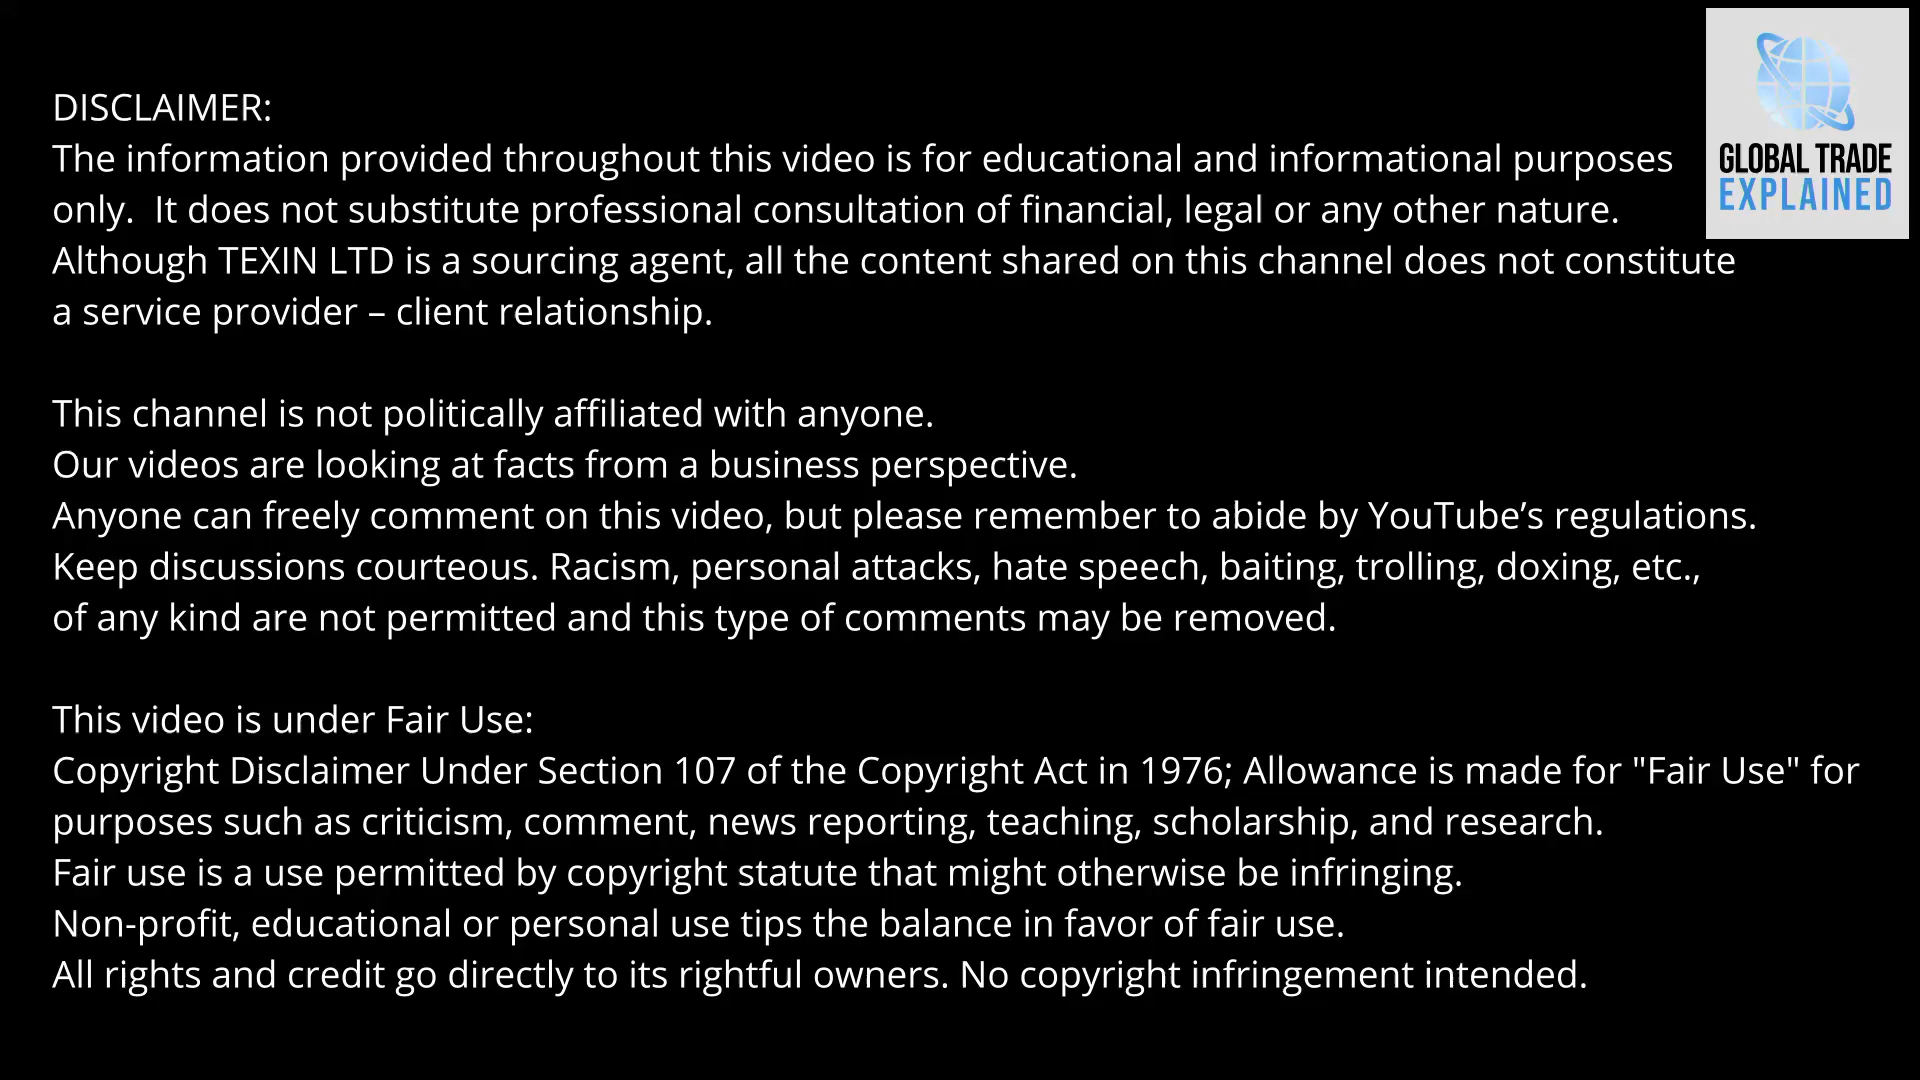 DISCLAIMER:
The information provided throughout this video is for educational and informational purposes
only.  It does not substitute professional consultation of financial, legal or any other nature.
Although TEXIN LTD is a sourcing agent, all the content shared on this channel does not constitute
a service provider – client relationship.
This channel is not politically affiliated with anyone.
Our videos are looking at facts from a business perspective.
Anyone can freely comment on this video, but please remember to abide by YouTube’s regulations.
Keep discussions courteous. Racism, personal attacks, hate speech, baiting, trolling, doxing, etc.,
of any kind are not permitted and this type of comments may be removed.
This video is under Fair Use:
Copyright Disclaimer Under Section 107 of the Copyright Act in 1976; Allowance is made for "Fair Use" for
purposes such as criticism, comment, news reporting, teaching, scholarship, and research.
Fair use is a use permitted by copyright statute that might otherwise be infringing.
Non-profit, educational or personal use tips the balance in favor of fair use.
All rights and credit go directly to its rightful owners. No copyright infringement intended.
GLOBAL TRADE
EXPLAINED